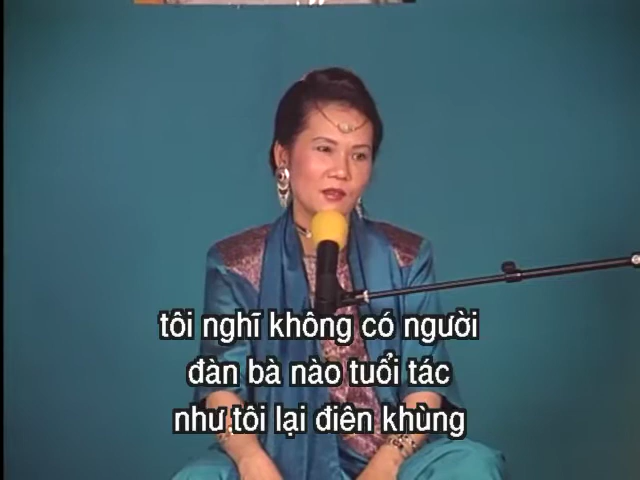 tôi nghĩ không có người
đàn bà nào tuổi tác
như tôi lại điên khùng